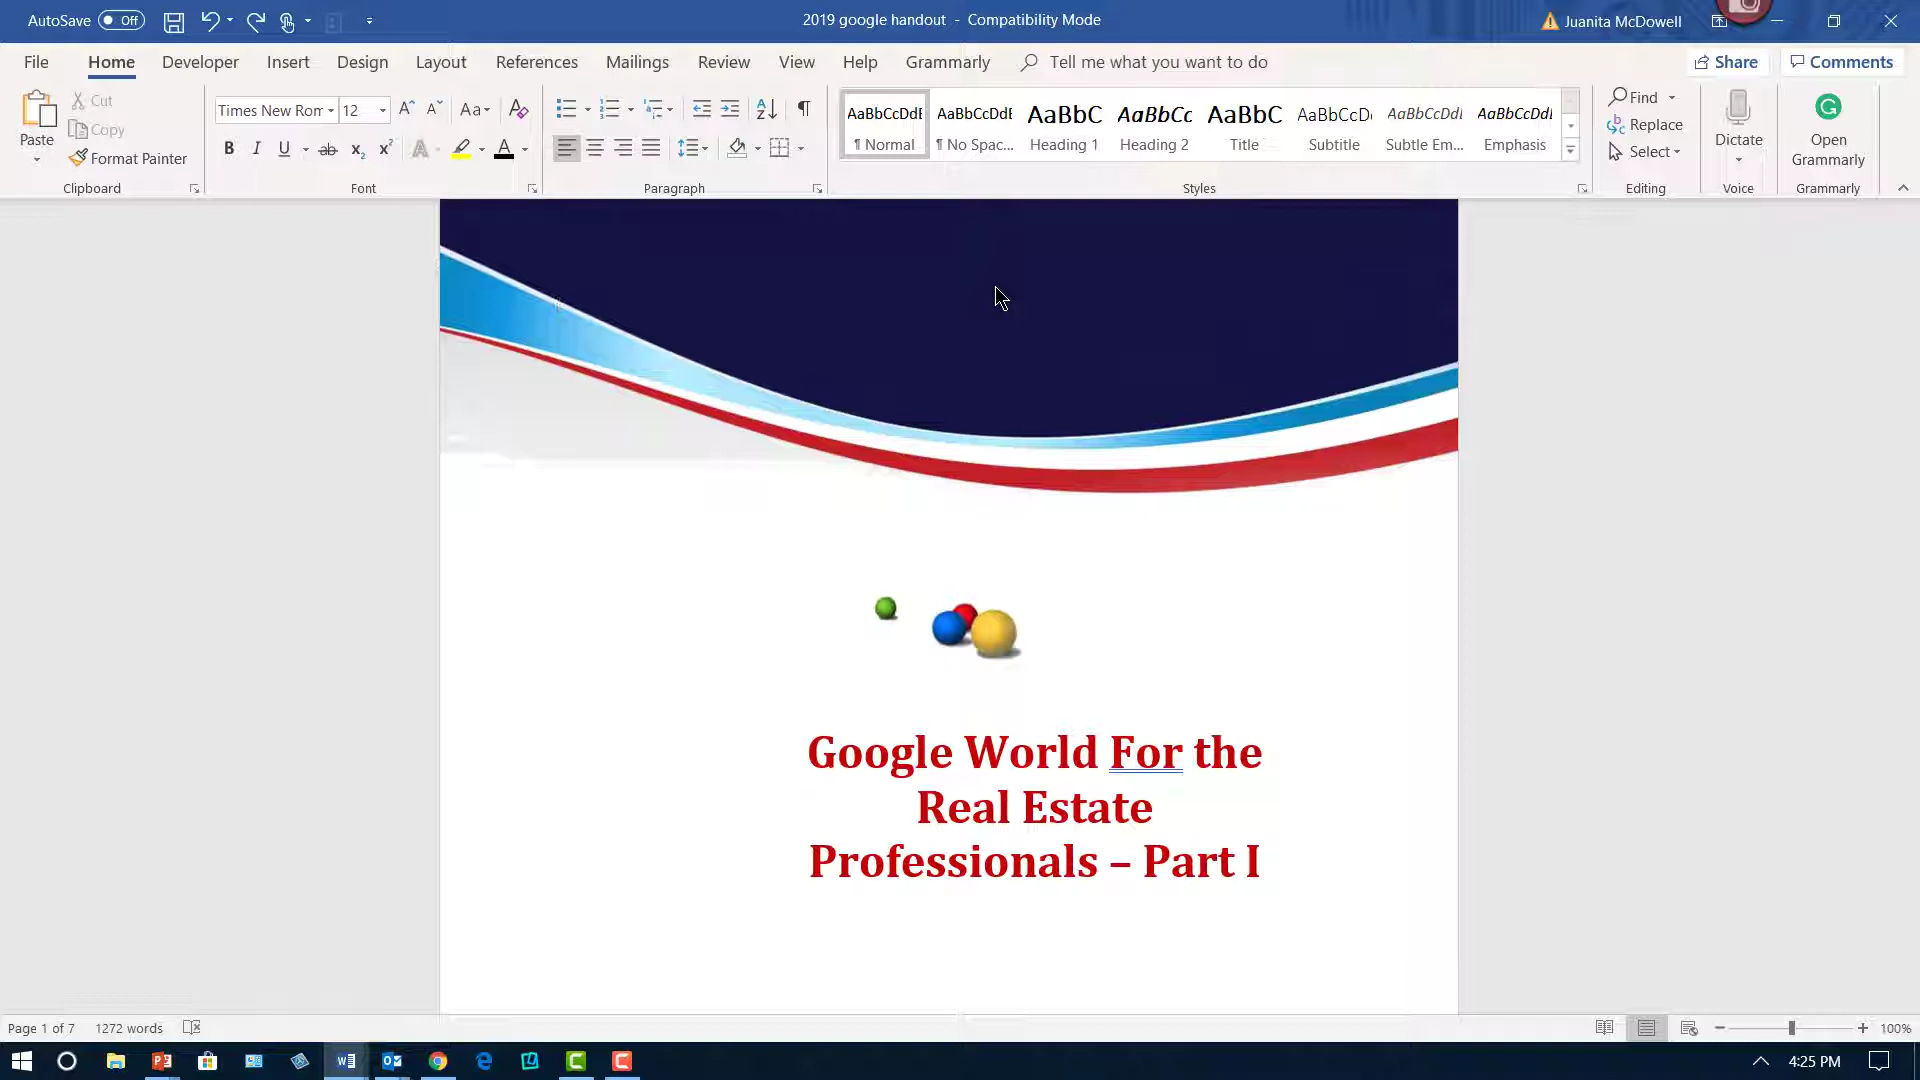 AutoSave Off
2019 google handout - Compatibility Mode
Juanita McDowell
File Home Developer Insert Design Layout References Mailings Review View Help Grammarly Tell me what you want to do
Share Comments
Paste
Cut
Copy
Format Painter
Clipboard
Times New Rom 12
Font
Paragraph
AaBbCcDdE AaBbCcDdE AaBbC AaBbCc AaBbC AaBbCcD AaBbCcDdI AaBbCcDdI
¶ Normal ¶ No Spac... Heading 1 Heading 2 Title Subtitle Subtle Em... Emphasis
Styles
Find
Replace
Select
Editing
Dictate
Voice
Open
Grammarly
Grammarly
Google World For the
Real Estate
Professionals – Part I
Page 1 of 7 1272 words
100%
4:25 PM